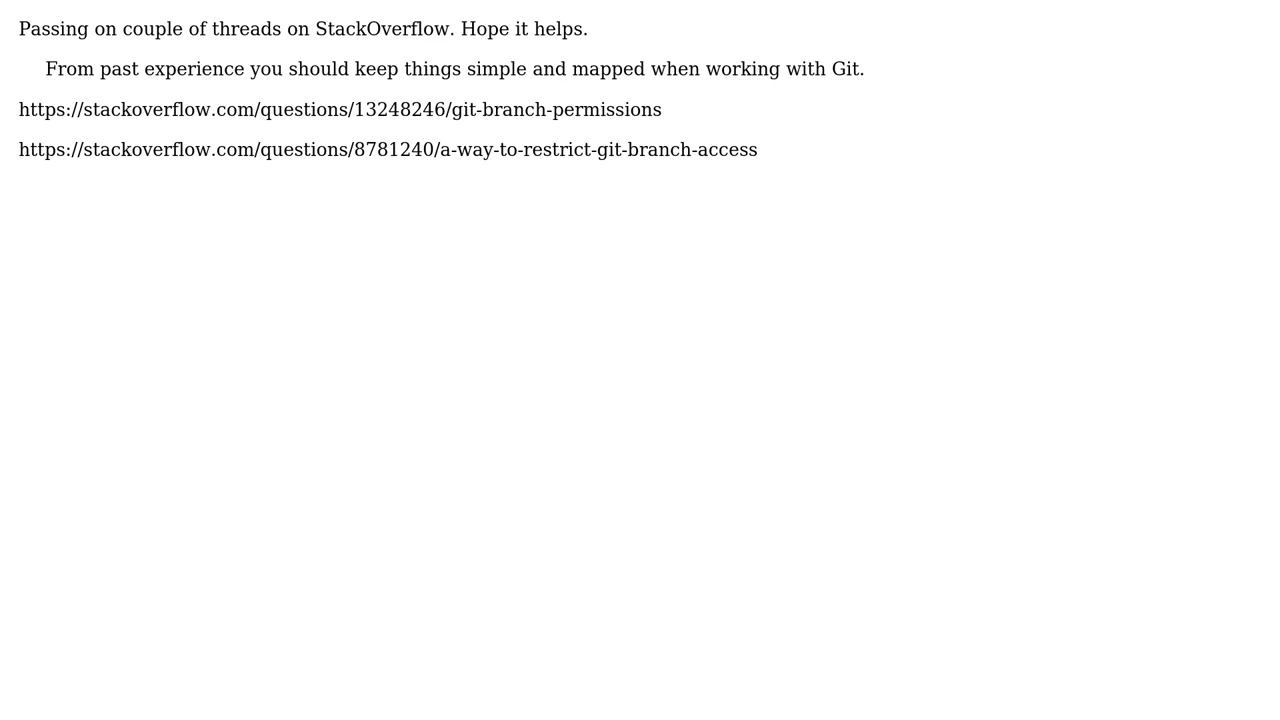 Passing on couple of threads on StackOverflow. Hope it helps.
From past experience you should keep things simple and mapped when working with Git.
https://stackoverflow.com/questions/13248246/git-branch-permissions
https://stackoverflow.com/questions/8781240/a-way-to-restrict-git-branch-access